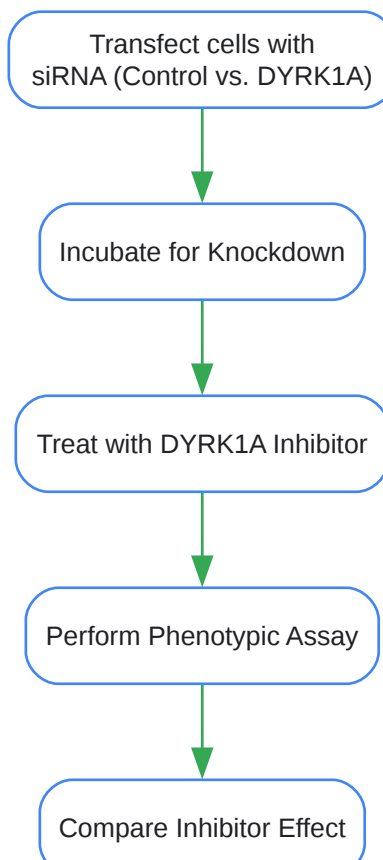 Transfect cells with
siRNA (Control vs. DYRK1A)
Incubate for Knockdown
Treat with DYRK1A Inhibitor
Perform Phenotypic Assay
Compare Inhibitor Effect